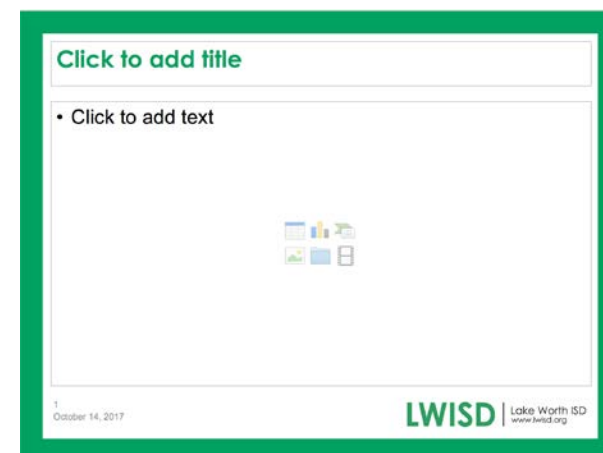 Click to add title
• Click to add text
1
October 14, 2017
LWISD
Lake Worth ISD
www.lwisd.org